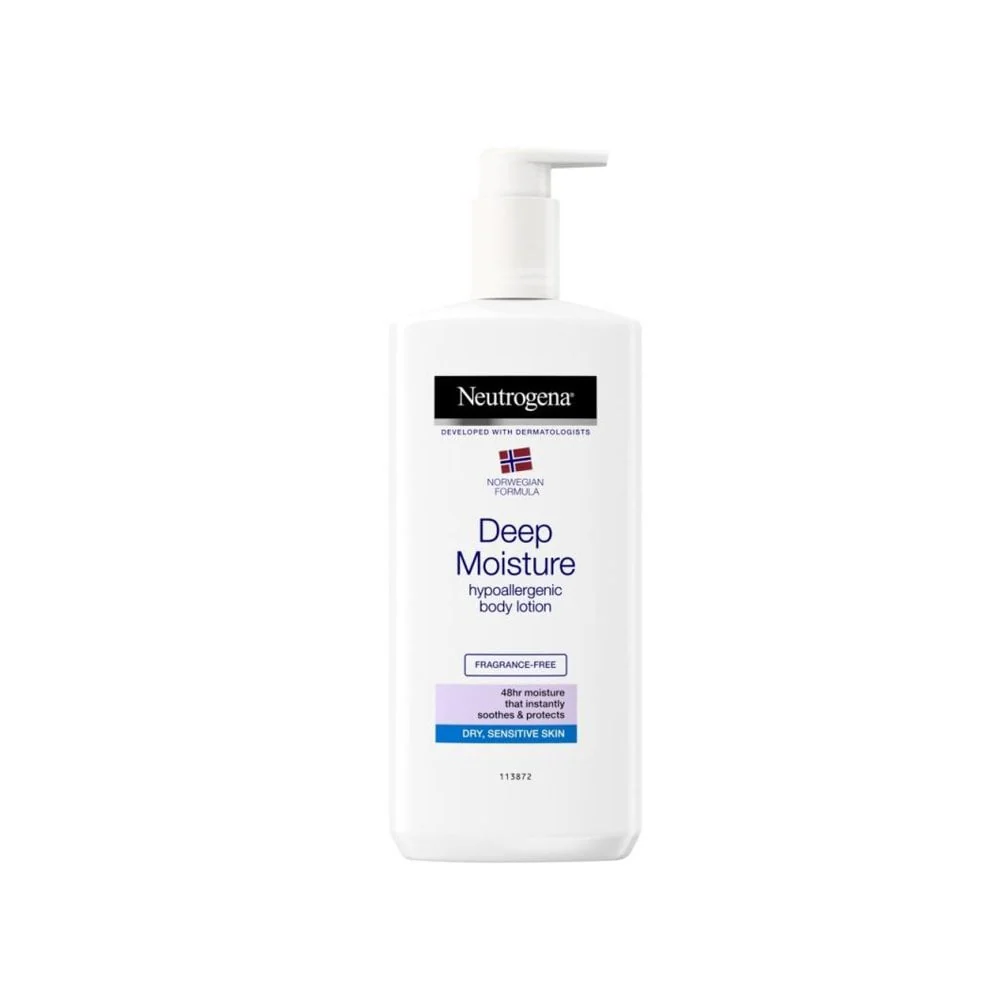 Neutrogena®
DEVELOPED WITH DERMATOLOGISTS
NORWEGIAN
FORMULA
Deep
Moisture
hypoallergenic
body lotion
FRAGRANCE-FREE
48hr moisture
that instantly
soothes & protects
DRY, SENSITIVE SKIN
113872